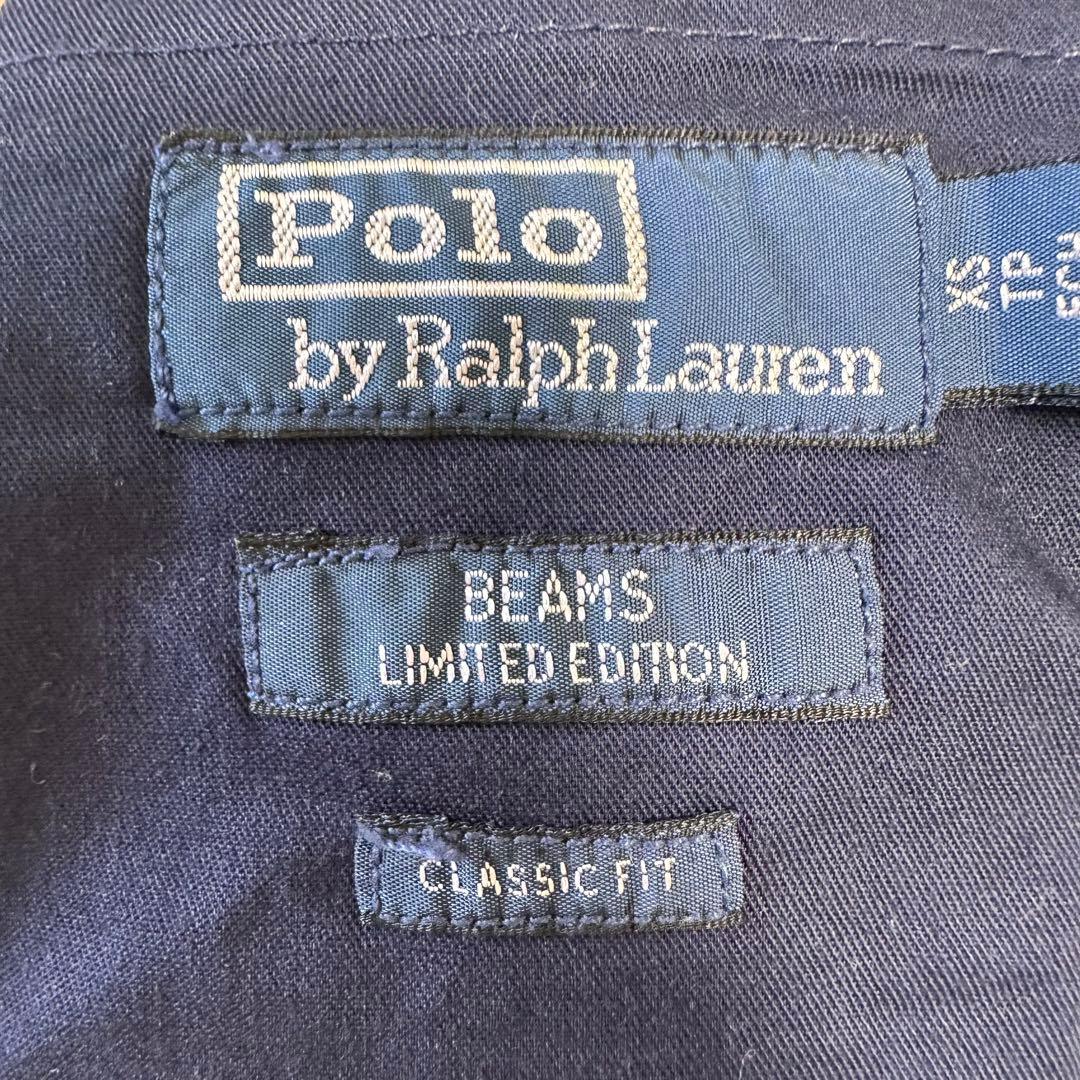 Polo
by Ralph Lauren
XS
TP
BEAMS
LIMITED EDITION
CLASSIC FIT